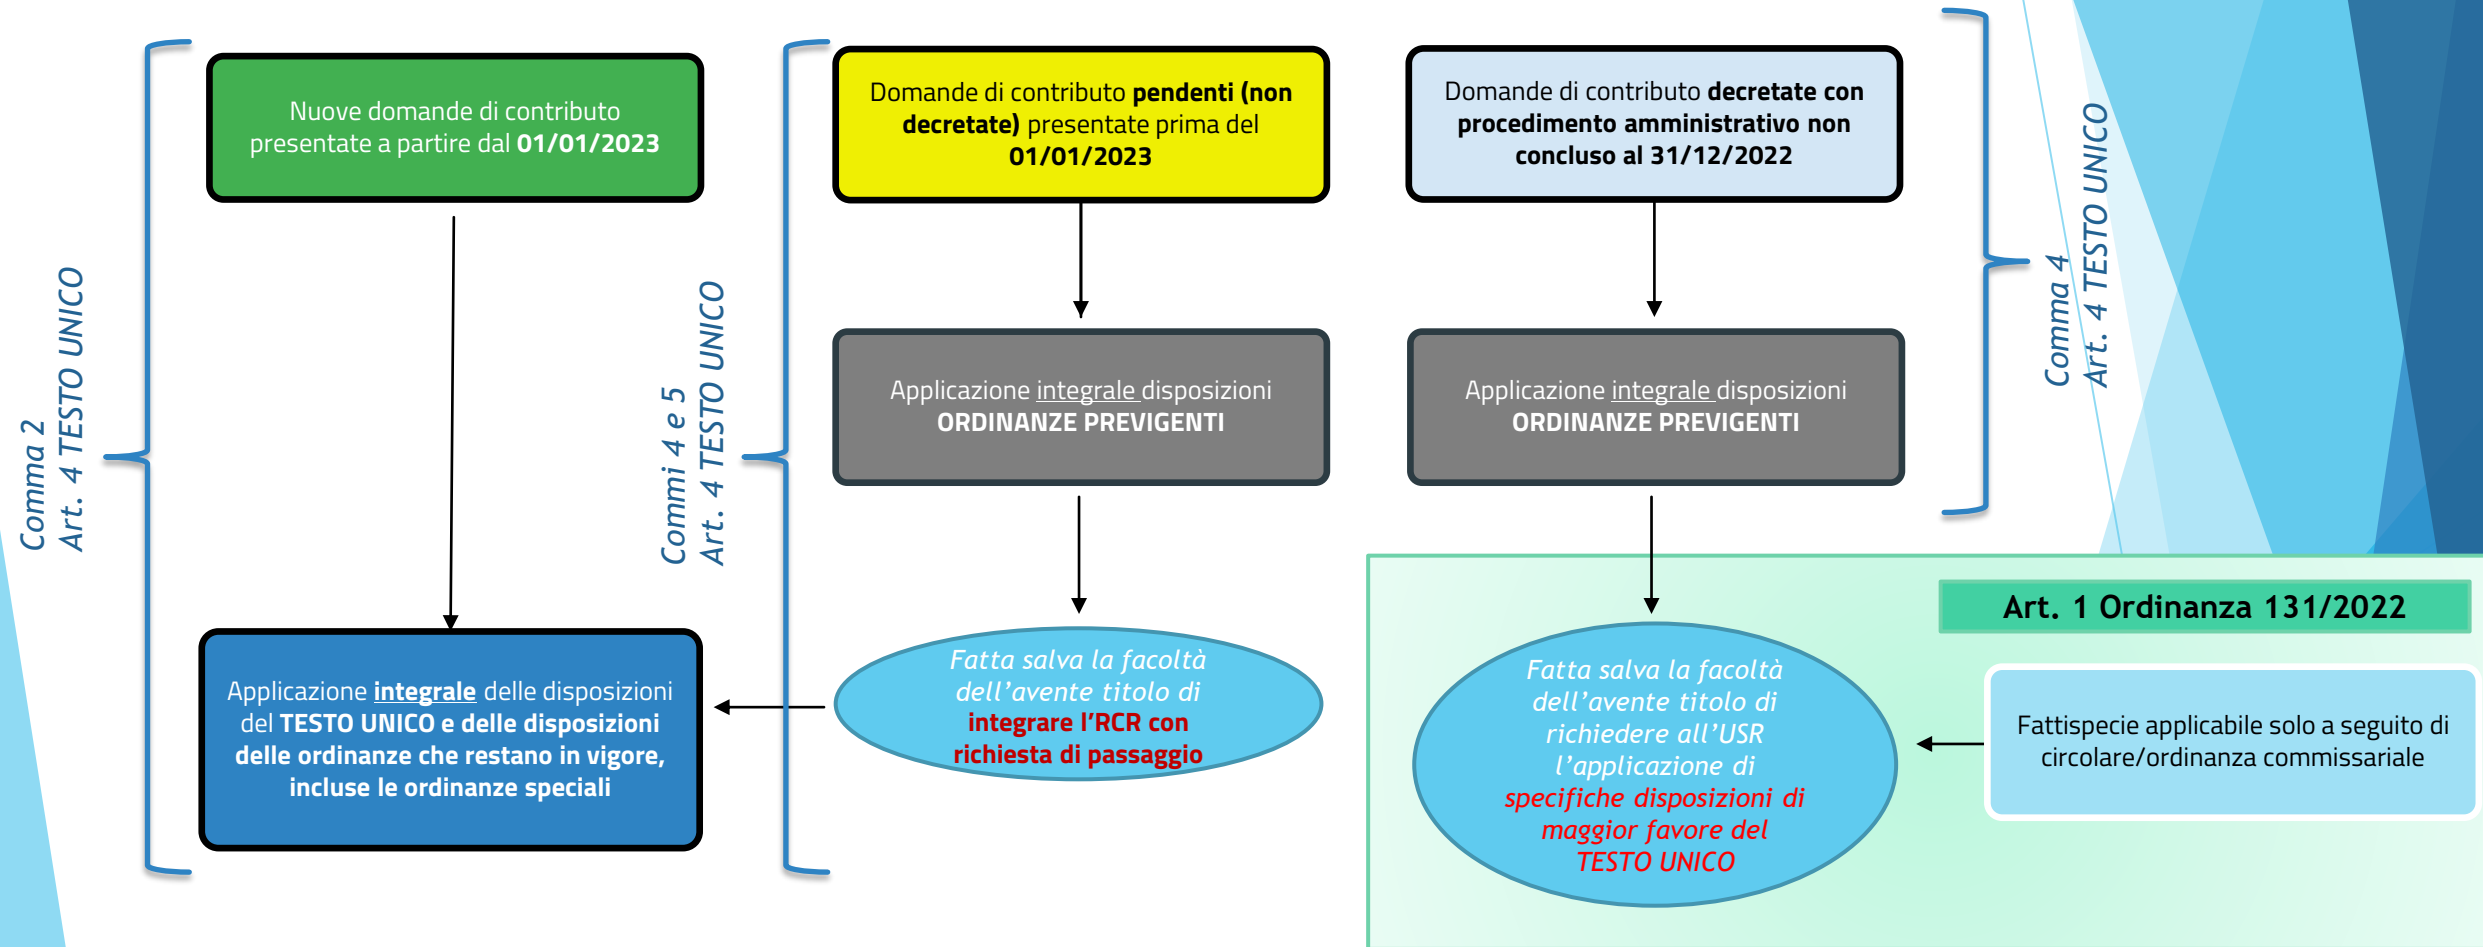 Comma 2
Art. 4 TESTO UNICO
Nuove domande di contributo
presentate a partire dal 01/01/2023
Applicazione integrale delle disposizioni
del TESTO UNICO e delle disposizioni
delle ordinanze che restano in vigore,
incluse le ordinanze speciali
Commi 4 e 5
Art. 4 TESTO UNICO
Domande di contributo pendenti (non
decretate) presentate prima del
01/01/2023
Applicazione integrale disposizioni
ORDINANZE PREVIGENTI
Fatta salva la facoltà
dell'avente titolo di
integrare l'RCR con
richiesta di passaggio
Domande di contributo decretate con
procedimento amministrativo non
concluso al 31/12/2022
Applicazione integrale disposizioni
ORDINANZE PREVIGENTI
Comma 4
Art. 4 TESTO UNICO
Art. 1 Ordinanza 131/2022
Fatta salva la facoltà
dell'avente titolo di
richiedere all'USR
l'applicazione di
specifiche disposizioni di
maggior favore del
TESTO UNICO
Fattispecie applicabile solo a seguito di
circolare/ordinanza commissariale